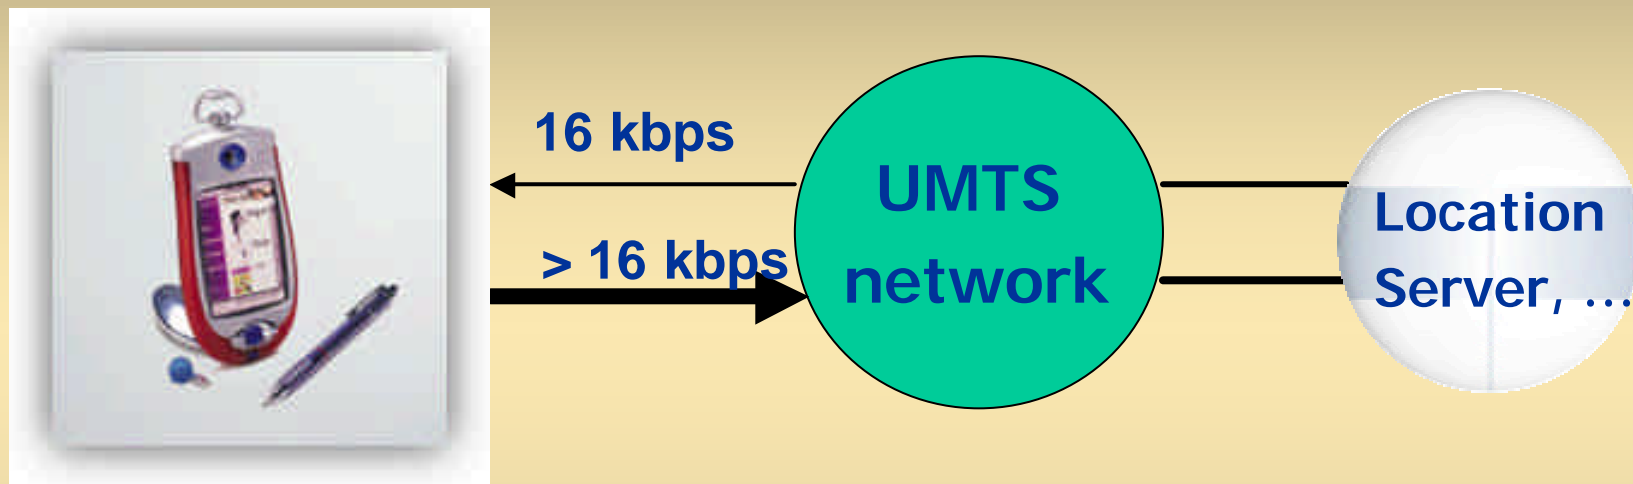 16 kbps
> 16 kbps
UMTS
network
Location
Server, ...